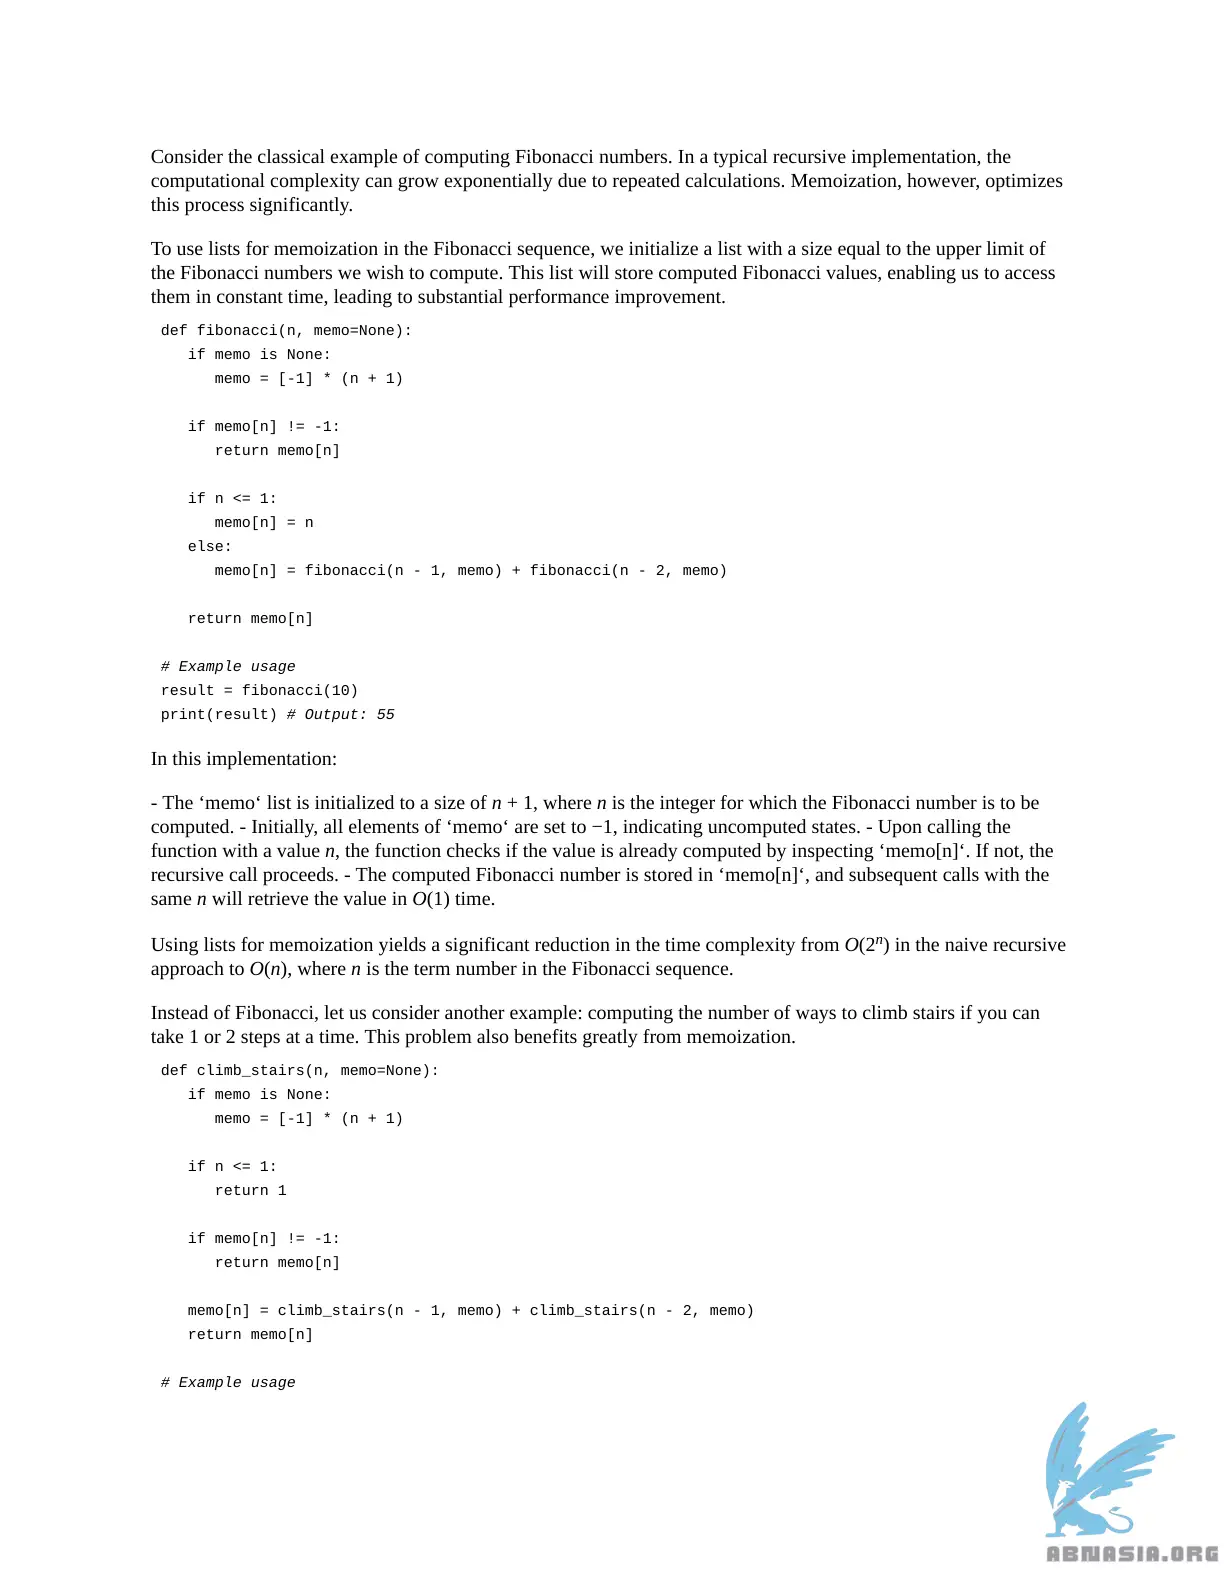 Consider the classical example of computing Fibonacci numbers. In a typical recursive implementation, the
computational complexity can grow exponentially due to repeated calculations. Memoization, however, optimizes
this process significantly.
To use lists for memoization in the Fibonacci sequence, we initialize a list with a size equal to the upper limit of
the Fibonacci numbers we wish to compute. This list will store computed Fibonacci values, enabling us to access
them in constant time, leading to substantial performance improvement.
def fibonacci(n, memo=None):
   if memo is None:
      memo = [-1] * (n + 1)

   if memo[n] != -1:
      return memo[n]

   if n <= 1:
      memo[n] = n
   else:
      memo[n] = fibonacci(n - 1, memo) + fibonacci(n - 2, memo)

   return memo[n]

# Example usage
result = fibonacci(10)
print(result) # Output: 55
In this implementation:
- The ‘memo‘ list is initialized to a size of n + 1, where n is the integer for which the Fibonacci number is to be
computed. - Initially, all elements of ‘memo‘ are set to −1, indicating uncomputed states. - Upon calling the
function with a value n, the function checks if the value is already computed by inspecting ‘memo[n]‘. If not, the
recursive call proceeds. - The computed Fibonacci number is stored in ‘memo[n]‘, and subsequent calls with the
same n will retrieve the value in O(1) time.
Using lists for memoization yields a significant reduction in the time complexity from O(2ⁿ) in the naive recursive
approach to O(n), where n is the term number in the Fibonacci sequence.
Instead of Fibonacci, let us consider another example: computing the number of ways to climb stairs if you can
take 1 or 2 steps at a time. This problem also benefits greatly from memoization.
def climb_stairs(n, memo=None):
   if memo is None:
      memo = [-1] * (n + 1)

   if n <= 1:
      return 1

   if memo[n] != -1:
      return memo[n]

   memo[n] = climb_stairs(n - 1, memo) + climb_stairs(n - 2, memo)
   return memo[n]

# Example usage
ABNASIA.ORG